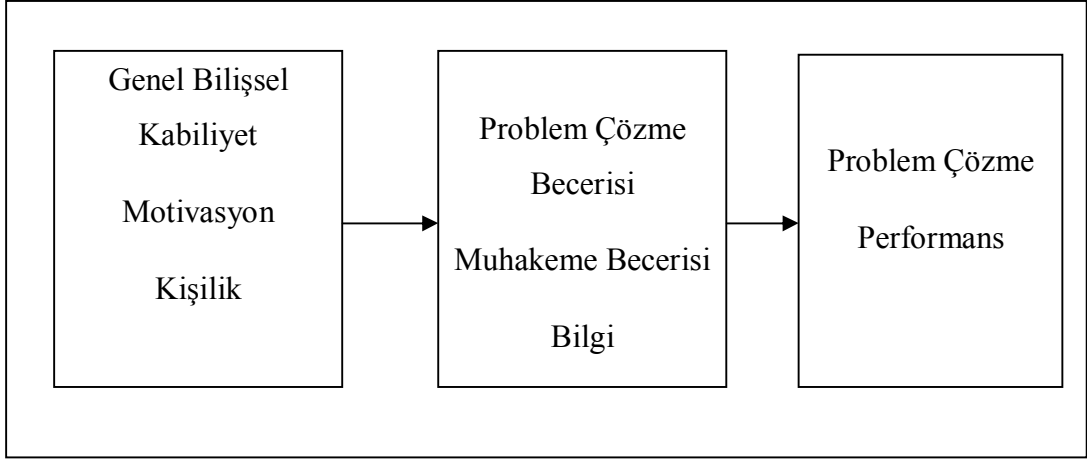 Genel Bilişsel
Kabiliyet
Motivasyon
Kişilik
Problem Çözme
Becerisi
Muhakeme Becerisi
Bilgi
Problem Çözme
Performans